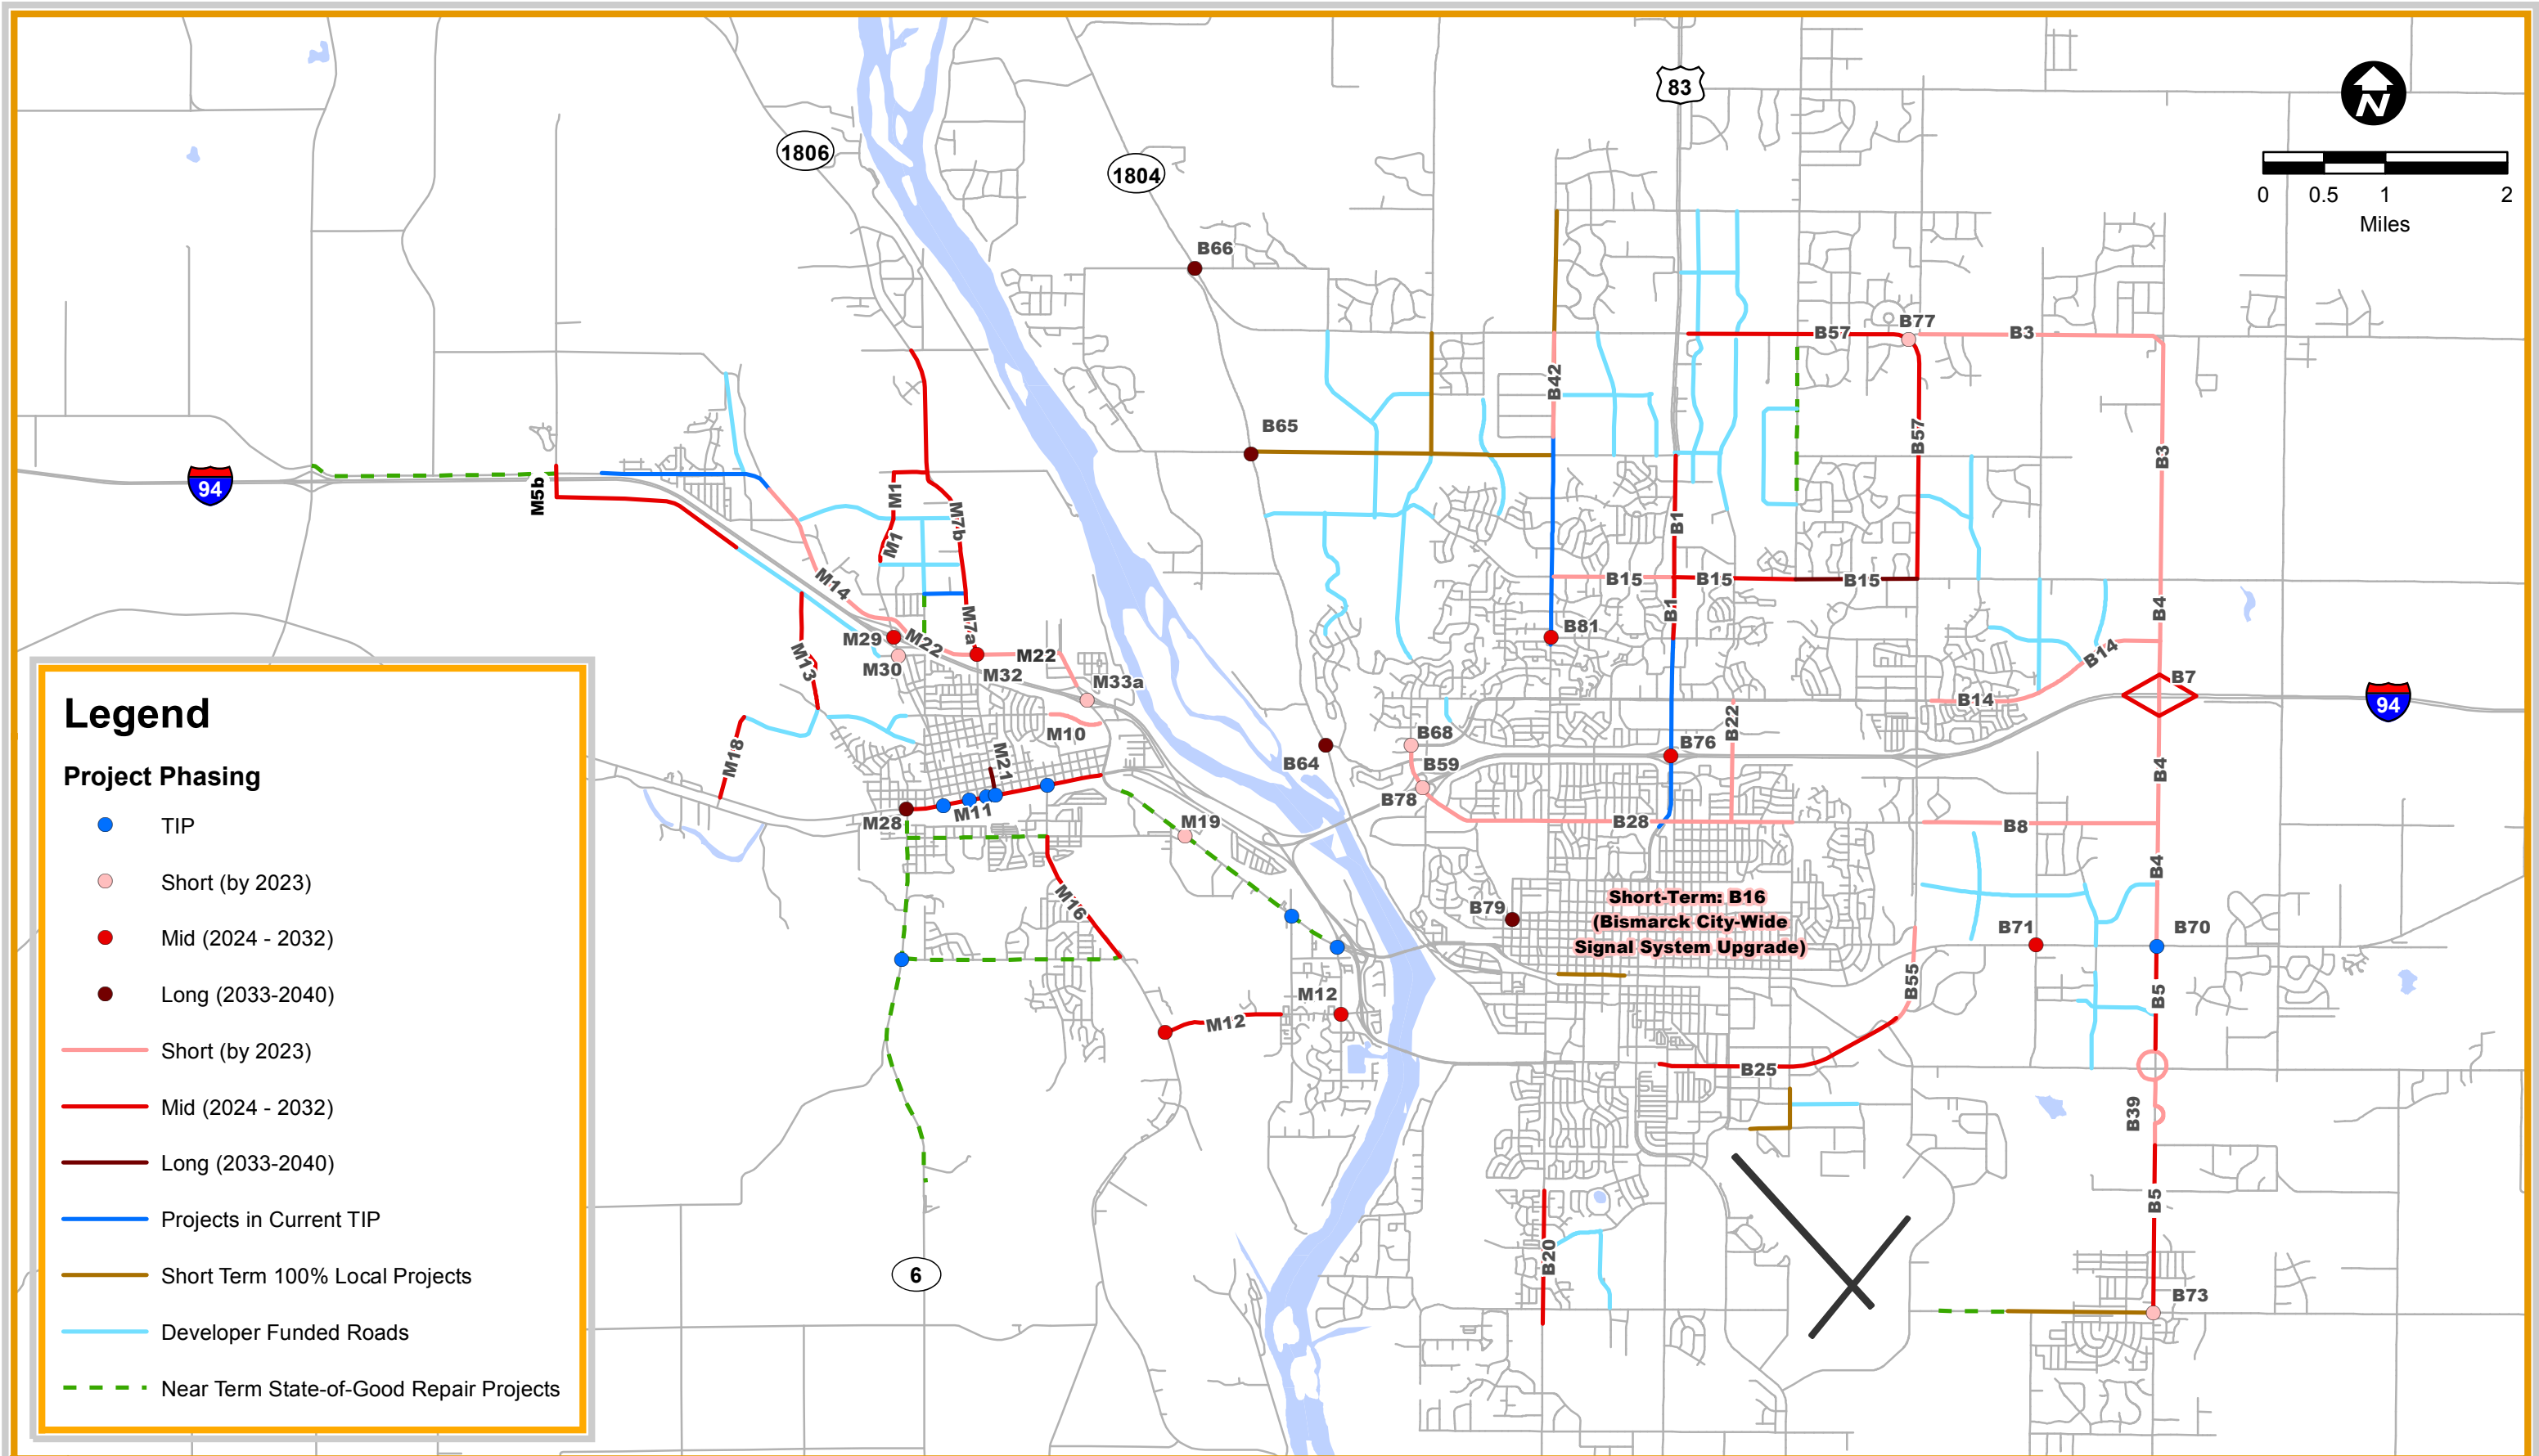 83
1806
1804
0 0.5 1 2
Miles
B66
B77
B57
B3
B42
B65
B57
B3
94
M5b
M1
M7b
M1
B1
M14
B15
B15
B15
M7a
B1
B4
M29
M22
M22
B81
M30
M32
M13
M33a
B14
B7
B14
94
M10
B68
B22
B76
M18
M21
B64
B59
B4
B78
M11
M28
M19
B28
B8
B4
M16
B79
Short-Term: B16
(Bismarck City-Wide
Signal System Upgrade)
B71
B70
B55
B5
M12
M12
B25
B39
B5
B20
B73
6
Legend
Project Phasing
TIP
Short (by 2023)
Mid (2024 - 2032)
Long (2033-2040)
Short (by 2023)
Mid (2024 - 2032)
Long (2033-2040)
Projects in Current TIP
Short Term 100% Local Projects
Developer Funded Roads
Near Term State-of-Good Repair Projects
N